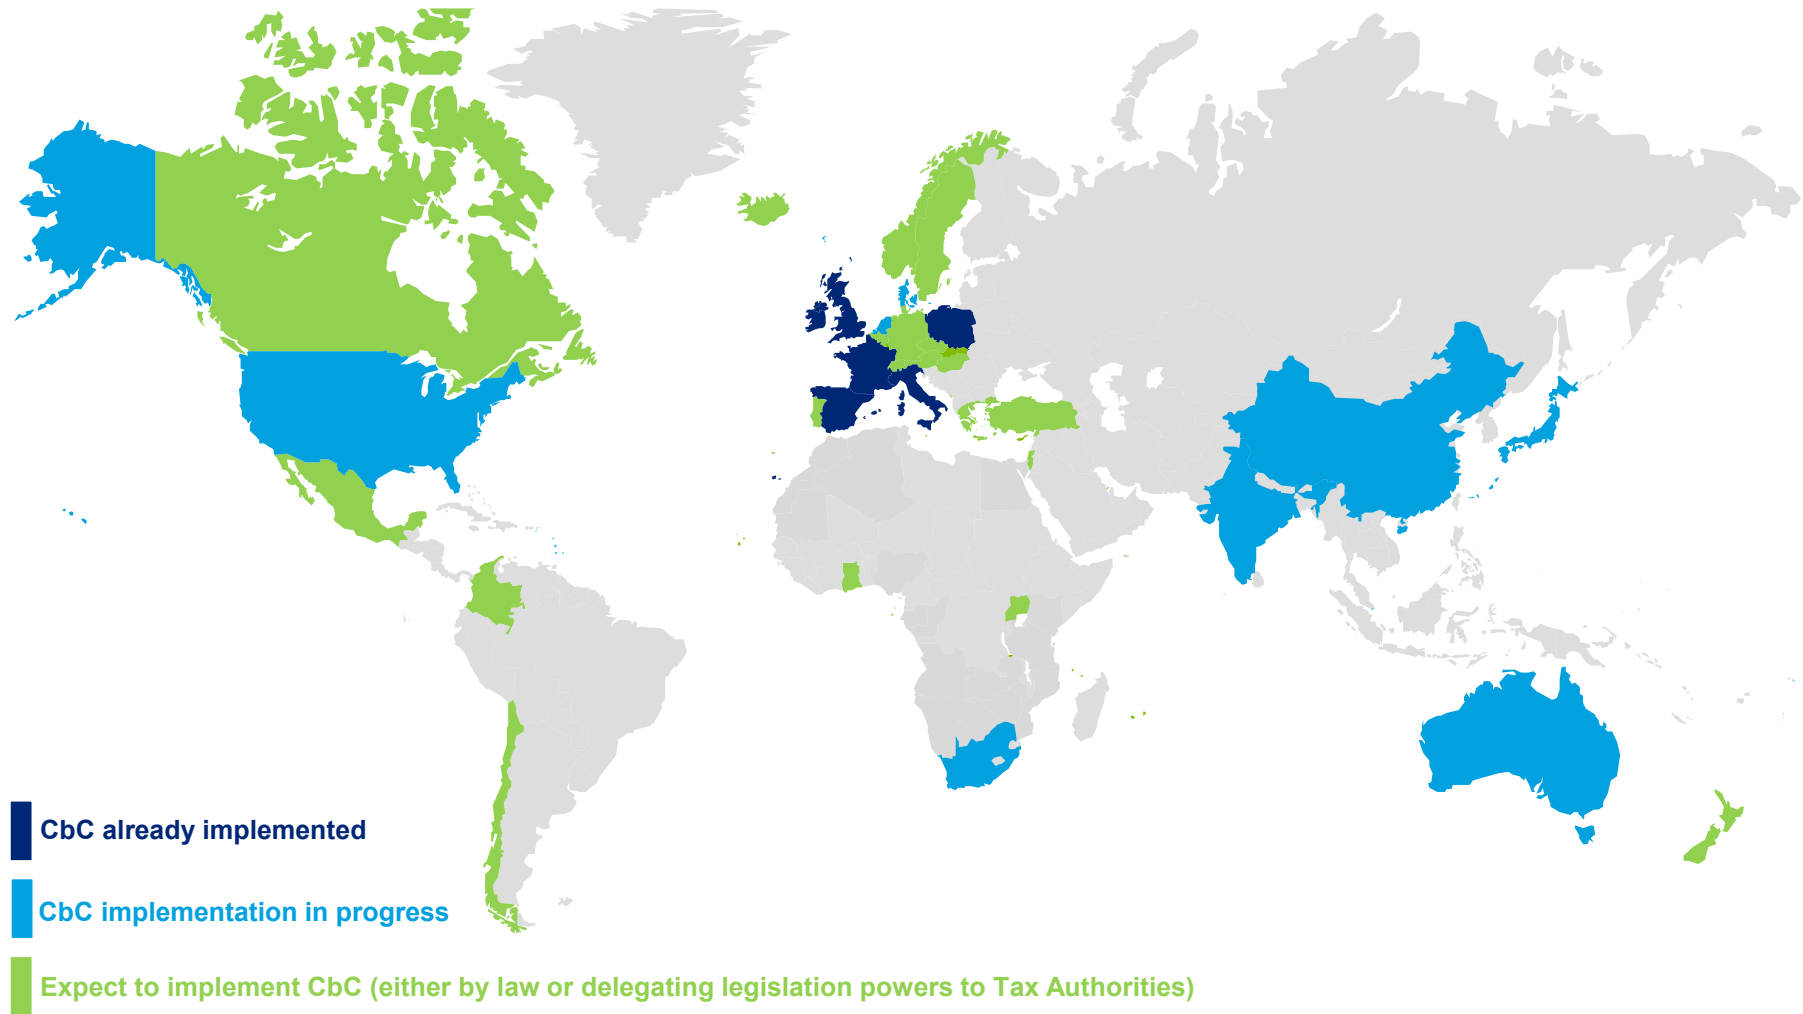 CbC already implemented
CbC implementation in progress
Expect to implement CbC (either by law or delegating legislation powers to Tax Authorities)